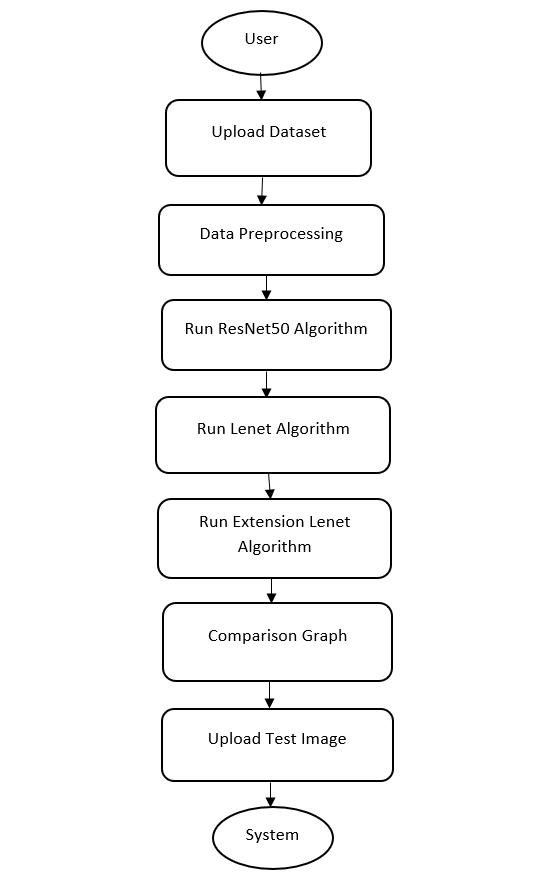 User
Upload Dataset
Data Preprocessing
Run ResNet50 Algorithm
Run Lenet Algorithm
Run Extension Lenet
Algorithm
Comparison Graph
Upload Test Image
System